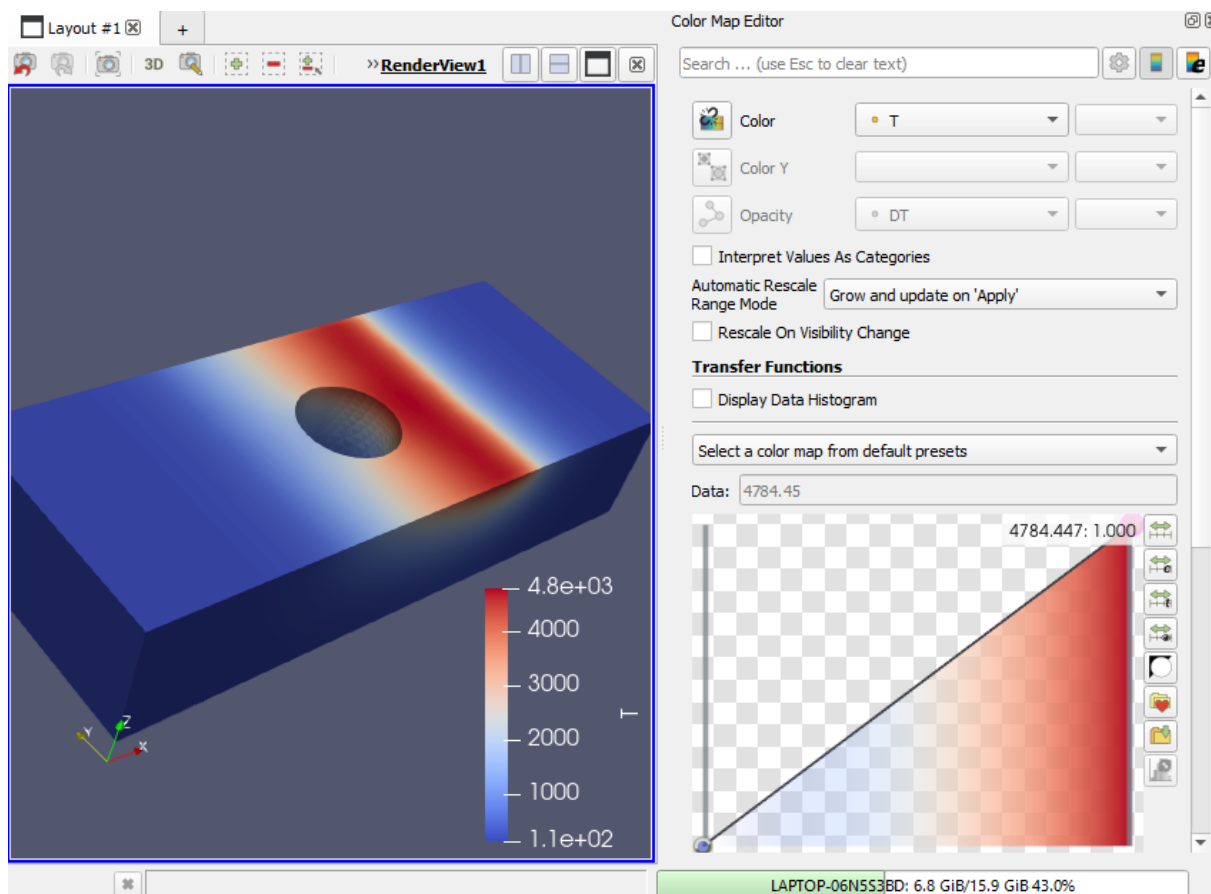 Layout #1
+
3D
»RenderView1
4.8e+03
4000
3000
2000
1000
1.1e+02
T
Z
Y
X
Color Map Editor
Search ... (use Esc to clear text)
Color
T
Color Y
Opacity
DT
Interpret Values As Categories
Automatic Rescale
Range Mode
Grow and update on 'Apply'
Rescale On Visibility Change
Transfer Functions
Display Data Histogram
Select a color map from default presets
Data: 4784.45
4784.447: 1.000
LAPTOP-06N5S3BD: 6.8 GiB/15.9 GiB 43.0%